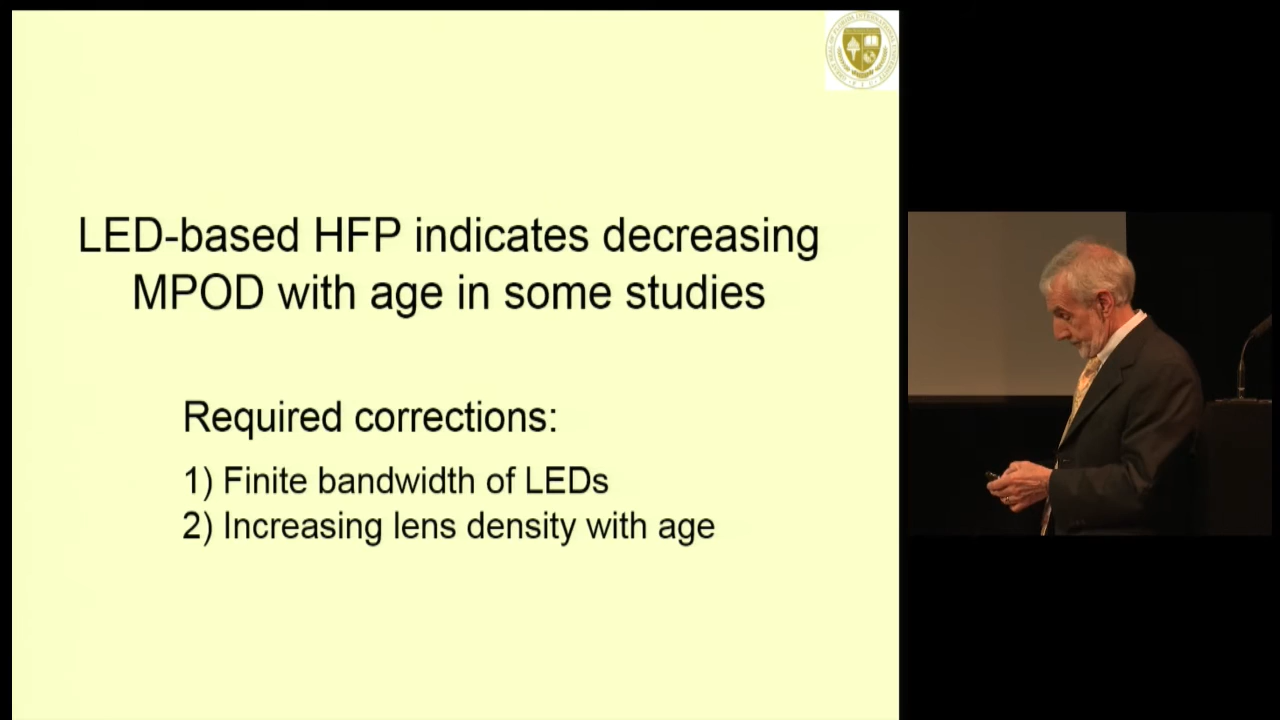 LED-based HFP indicates decreasing
MPOD with age in some studies
Required corrections:
1) Finite bandwidth of LEDs
2) Increasing lens density with age